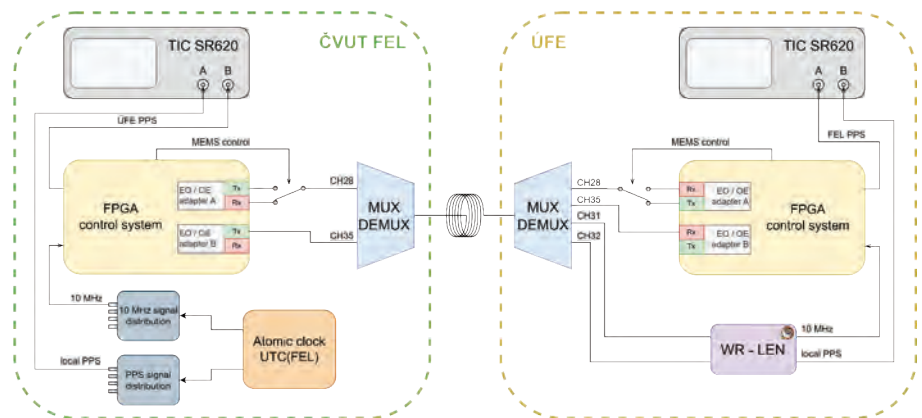 ČVUT FEL
TIC SR620
A B
ÚFE PPS
MEMS control
FPGA
control system
EO / OE
adapter A
Tx
Rx
EO / OE
adapter B
Tx
Rx
CH28
CH35
MUX
DEMUX
10 MHz
10 MHz signal
distribution
local PPS
PPS signal
distribution
Atomic clock
UTC(FEL)
ÚFE
TIC SR620
A B
FEL PPS
MEMS control
MUX
DEMUX
CH28
CH35
CH31
CH32
Rx
Tx
EO / OE
adapter A
Rx
Tx
EO / OE
adapter B
FPGA
control system
WR - LEN
10 MHz
local PPS